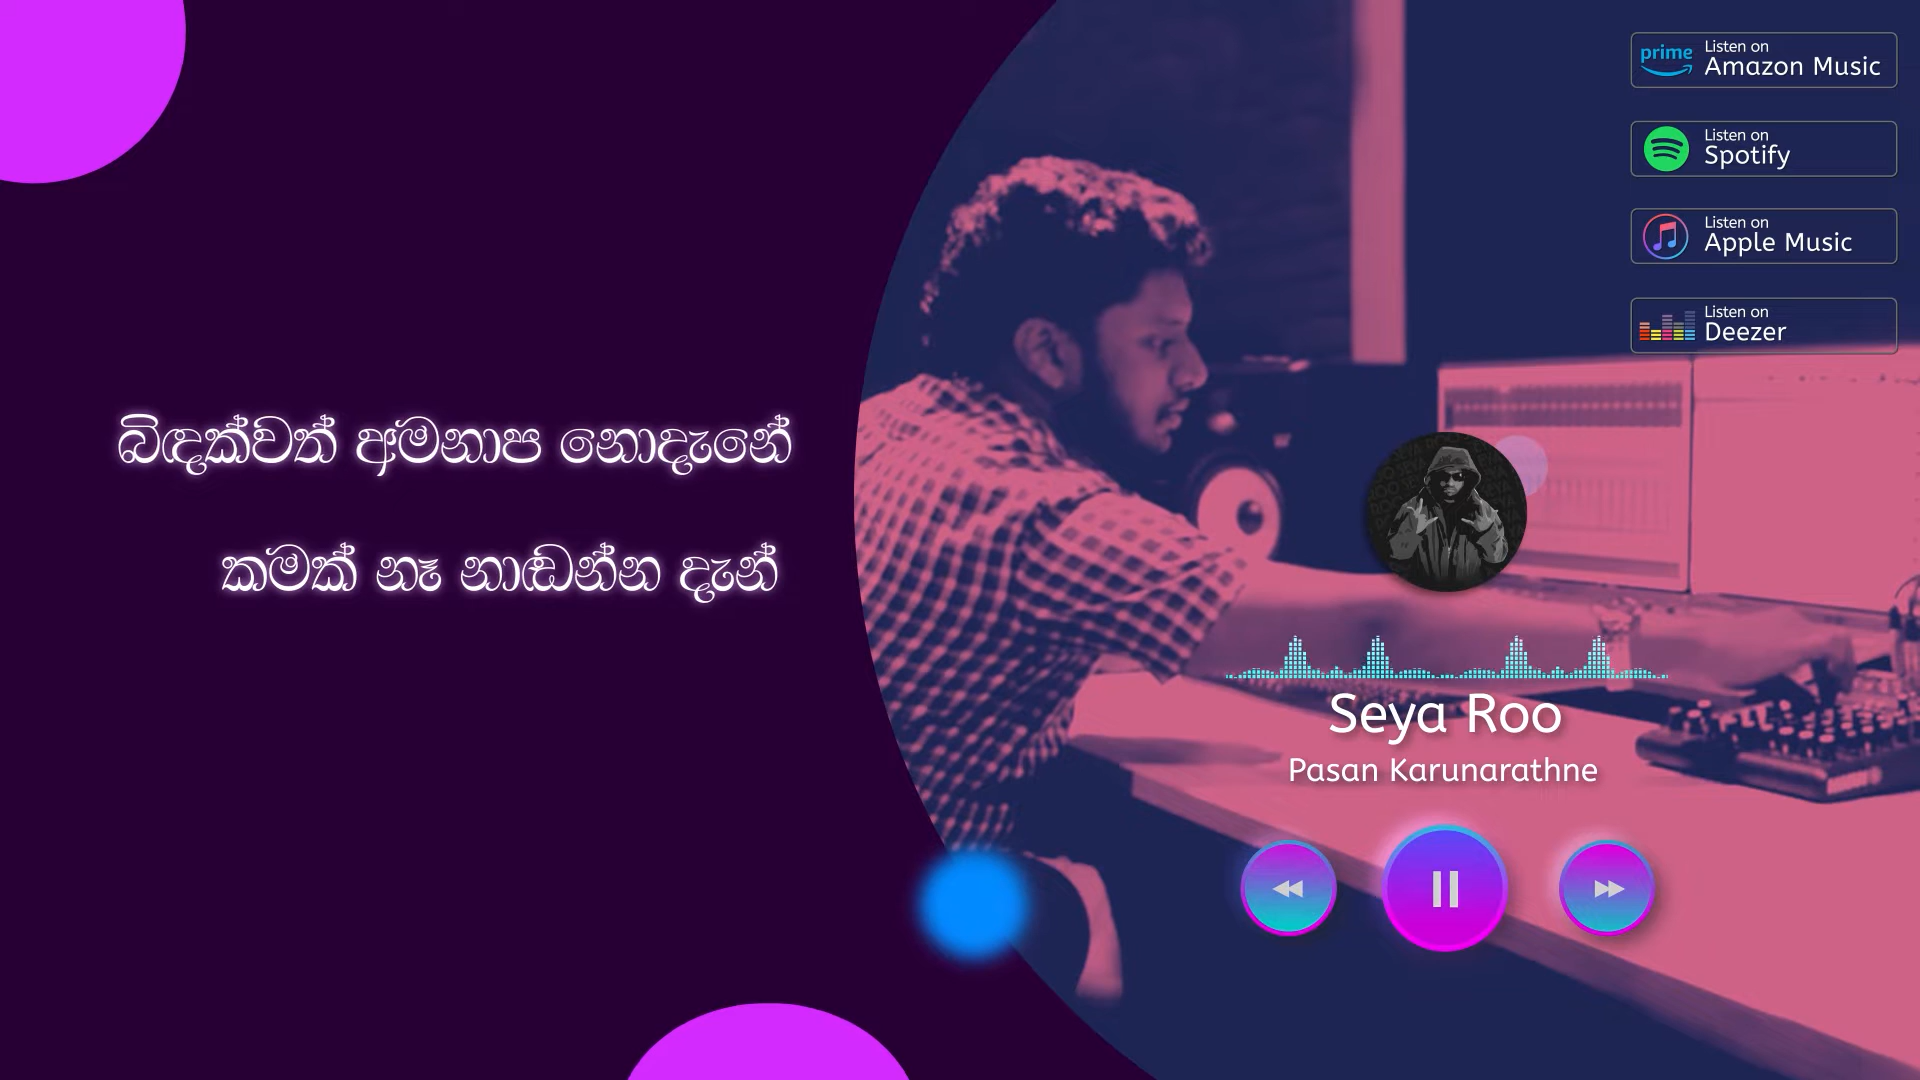 බිඳක්වත් අමනාප නොදැනේ
කමක් නෑ නාඬන්න දැන්
prime
Listen on
Amazon Music
Listen on
Spotify
Listen on
Apple Music
Listen on
Deezer
Seya Roo
Pasan Karunarathne